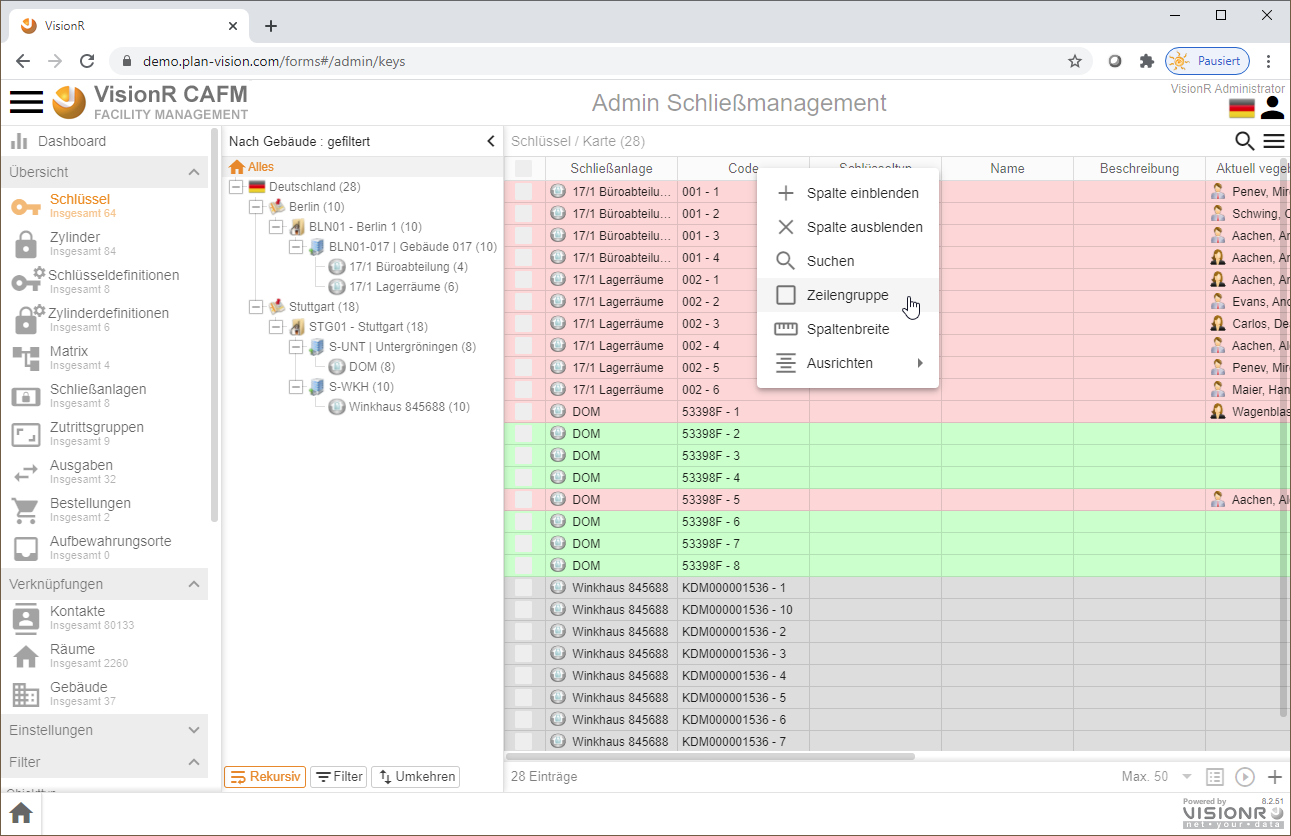 VisionR
demo.plan-vision.com/forms#/admin/keys
Pausiert
VisionR CAFM
FACILITY MANAGEMENT
Admin Schließmanagement
VisionR Administrator
Dashboard
Übersicht
Schlüssel
Insgesamt 64
Zylinder
Insgesamt 84
Schlüsseldefinitionen
Insgesamt 8
Zylinderdefinitionen
Insgesamt 6
Matrix
Insgesamt 4
Schließanlagen
Insgesamt 8
Zutrittsgruppen
Insgesamt 9
Ausgaben
Insgesamt 32
Bestellungen
Insgesamt 2
Aufbewahrungsorte
Insgesamt 0
Verknüpfungen
Kontakte
Insgesamt 80133
Räume
Insgesamt 2260
Gebäude
Insgesamt 37
Einstellungen
Filter
Nach Gebäude : gefiltert
Alles
Deutschland (28)
Berlin (10)
BLN01 - Berlin 1 (10)
BLN01-017 | Gebäude 017 (10)
17/1 Büroabteilung (4)
17/1 Lagerräume (6)
Stuttgart (18)
STG01 - Stuttgart (18)
S-UNT | Untergröningen (8)
DOM (8)
S-WKH (10)
Winkhaus 845688 (10)
Rekursiv Filter Umkehren
Schlüssel / Karte (28)
Schließanlage Code Schlüsseltyp Name Beschreibung Aktuell vergeb
17/1 Büroabteilu... 001 - 1 Penev, Mir
17/1 Büroabteilu... 001 - 2 Schwing, C
17/1 Büroabteilu... 001 - 3 Aachen, An
17/1 Büroabteilu... 001 - 4 Aachen, An
17/1 Lagerräume 002 - 1 Aachen, An
17/1 Lagerräume 002 - 2 Evans, And
17/1 Lagerräume 002 - 3 Carlos, De
17/1 Lagerräume 002 - 4 Aachen, Al
17/1 Lagerräume 002 - 5 Penev, Mir
17/1 Lagerräume 002 - 6 Maier, Han
DOM 53398F - 1 Wagenblas
DOM 53398F - 2
DOM 53398F - 3
DOM 53398F - 4
DOM 53398F - 5 Aachen, Al
DOM 53398F - 6
DOM 53398F - 7
DOM 53398F - 8
Winkhaus 845688 KDM000001536 - 1
Winkhaus 845688 KDM000001536 - 10
Winkhaus 845688 KDM000001536 - 2
Winkhaus 845688 KDM000001536 - 3
Winkhaus 845688 KDM000001536 - 4
Winkhaus 845688 KDM000001536 - 5
Winkhaus 845688 KDM000001536 - 6
Winkhaus 845688 KDM000001536 - 7
Spalte einblenden
Spalte ausblenden
Suchen
Zeilengruppe
Spaltenbreite
Ausrichten
28 Einträge
Max. 50
Powered by 8.2.51
VISIONR
net • your • data